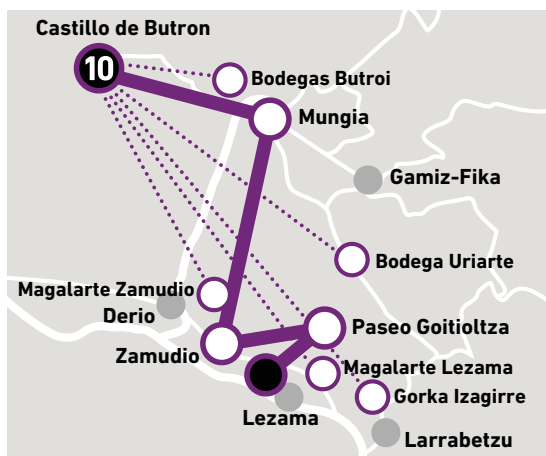 Castillo de Butron
10
Bodegas Butroi
Mungia
Gamiz-Fika
Bodega Uriarte
Magalarte Zamudio
Derio
Paseo Goitioltza
Zamudio
Magalarte Lezama
Gorka Izagirre
Lezama
Larrabetzu